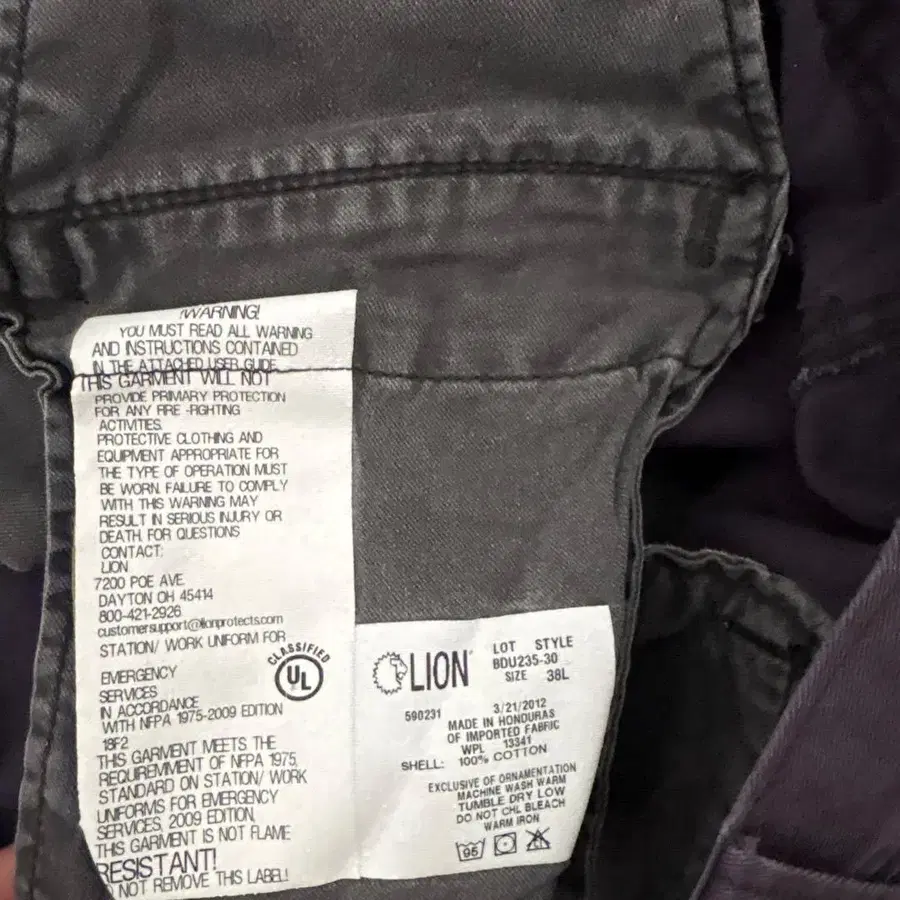 !WARNING!
YOU MUST READ ALL WARNING
AND INSTRUCTIONS CONTAINED
IN THE ATTACHED USER GUIDE
THIS GARMENT WILL NOT
PROVIDE PRIMARY PROTECTION
FOR ANY FIRE -FIGHTING
ACTIVITIES.
PROTECTIVE CLOTHING AND
EQUIPMENT APPROPRIATE FOR
THE TYPE OF OPERATION MUST
BE WORN. FAILURE TO COMPLY
WITH THIS WARNING MAY
RESULT IN SERIOUS INJURY OR
DEATH. FOR QUESTIONS
CONTACT:
LION
7200 POE AVE.
DAYTON OH 45414
800-421-2926
customersupport@lionprotects.com
STATION/ WORK UNIFORM FOR
EMERGENCY
SERVICES
IN ACCORDANCE
WITH NFPA 1975-2009 EDITION
18F2
THIS GARMENT MEETS THE
REQUIREMMENT OF NFPA 1975,
STANDARD ON STATION/ WORK
UNIFORMS FOR EMERGENCY
SERVICES, 2009 EDITION.
THIS GARMENT IS NOT FLAME
RESISTANT!
NOT REMOVE THIS LABEL!
CLASSIFIED
UL
LION
LOT STYLE
BDU235-30
SIZE 38L
590231 3/21/2012
MADE IN HONDURAS
OF IMPORTED FABRIC
WPL 13341
SHELL: 100% COTTON
EXCLUSIVE OF ORNAMENTATION
MACHINE WASH WARM
TUMBLE DRY LOW
DO NOT CHL BLEACH
WARM IRON
95